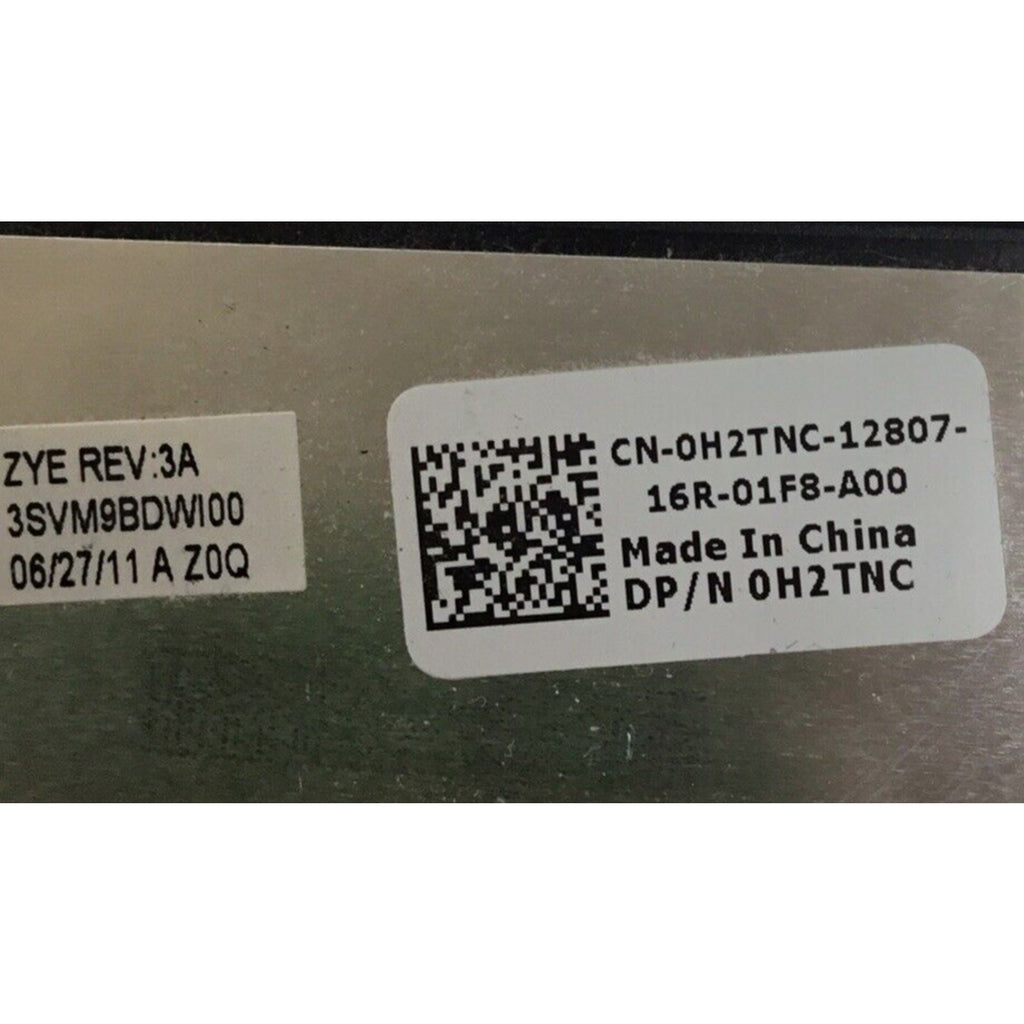 ZYE REV:3A
3SVM9BDWI00
06/27/11 A Z0Q
CN-0H2TNC-12807-
16R-01F8-A00
Made In China
DP/N 0H2TNC